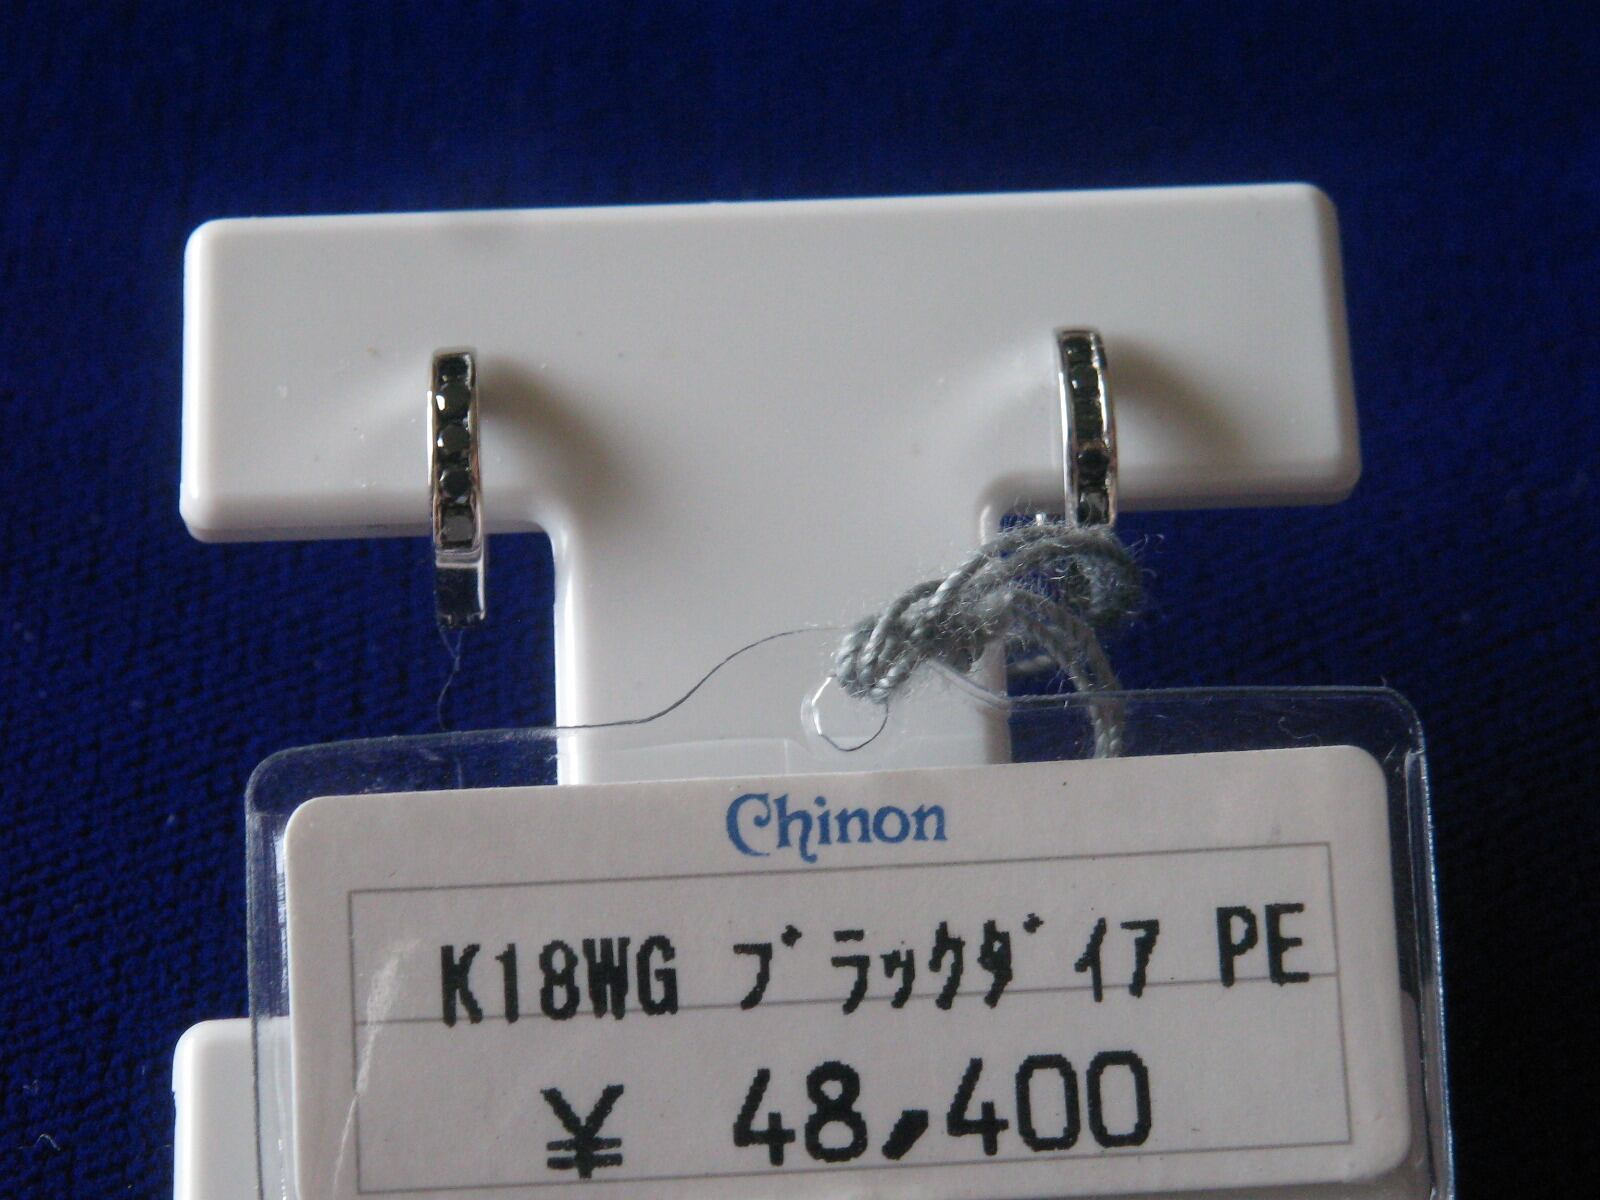 Chinon
K18WG ﾌﾞﾗｯｸﾀﾞｲｱ PE
¥ 48,400